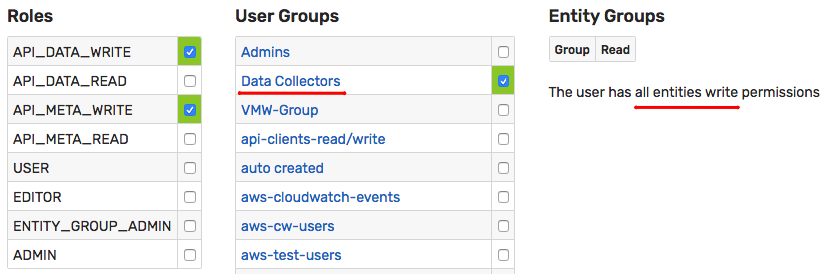 Roles
API_DATA_WRITE
API_DATA_READ
API_META_WRITE
API_META_READ
USER
EDITOR
ENTITY_GROUP_ADMIN
ADMIN
User Groups
Admins
Data Collectors
VMW-Group
api-clients-read/write
auto created
aws-cloudwatch-events
aws-cw-users
aws-test-users
Entity Groups
Group Read
The user has all entities write permissions